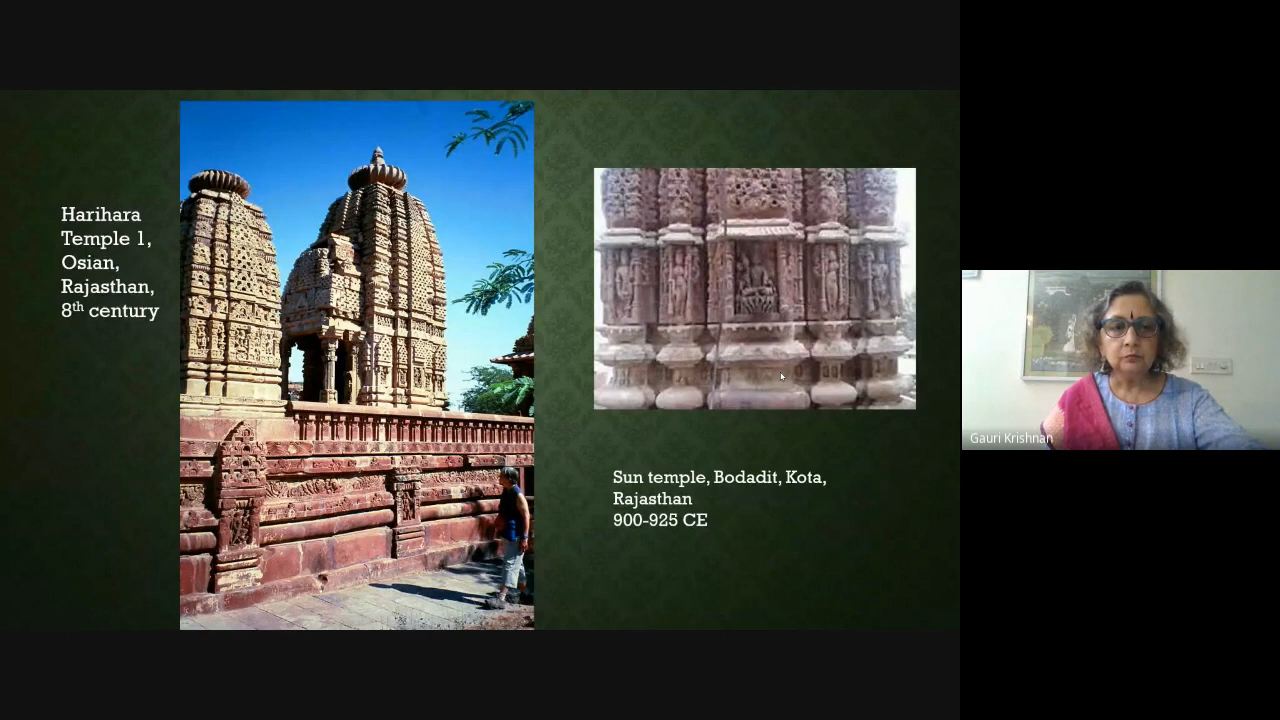 Harihara
Temple 1,
Osian,
Rajasthan,
8th century
Sun temple, Bodadit, Kota,
Rajasthan
900-925 CE
Gauri Krishnan